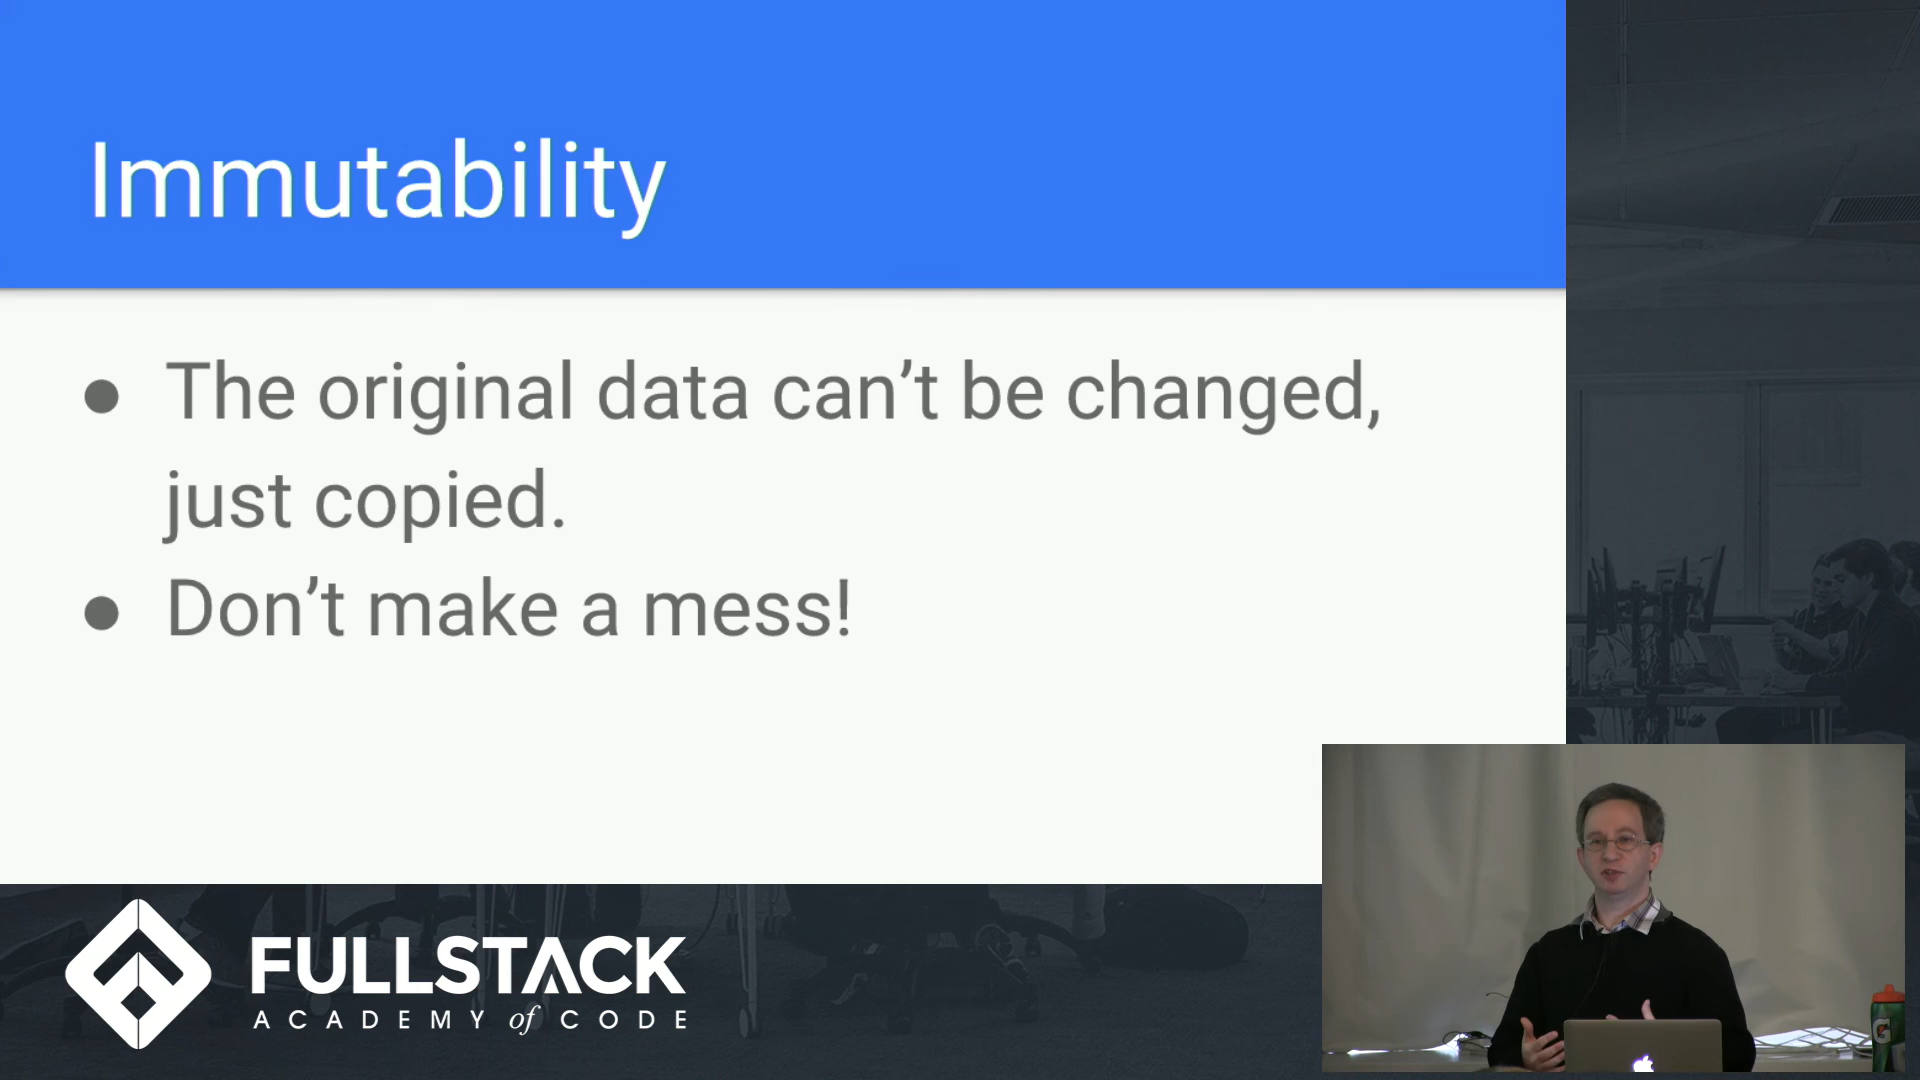 Immutability
● The original data can’t be changed,
just copied.
● Don’t make a mess!
FULLSTACK
ACADEMY of CODE